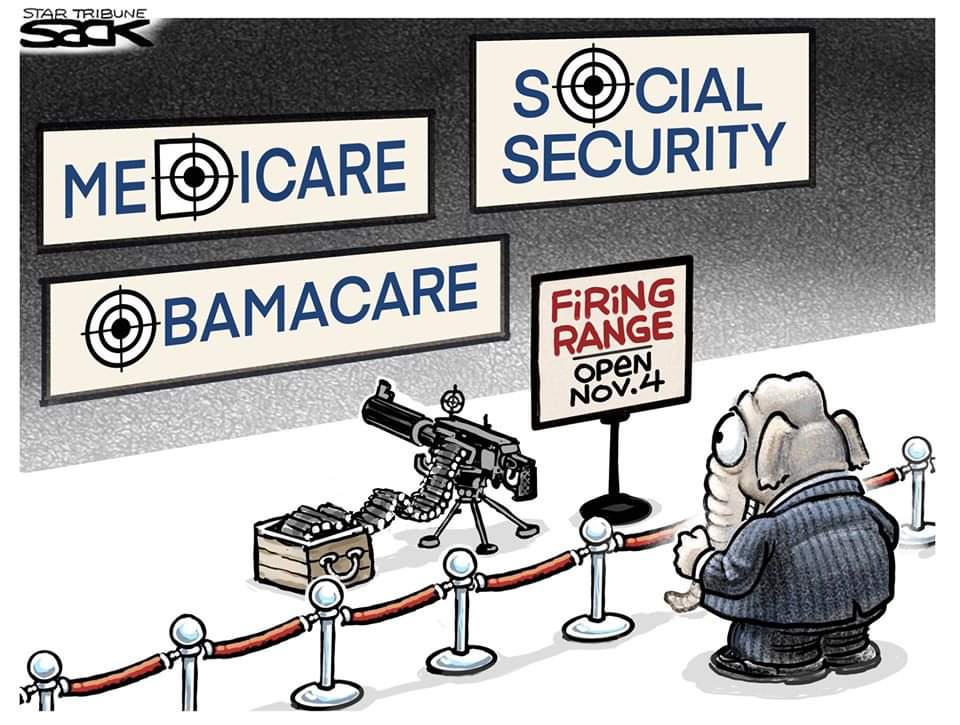 STAR TRIBUNE
SACK
MEDICARE
SOCIAL
SECURITY
OBAMACARE
FiRiNG
RANGE
OPeN
NOV. 4